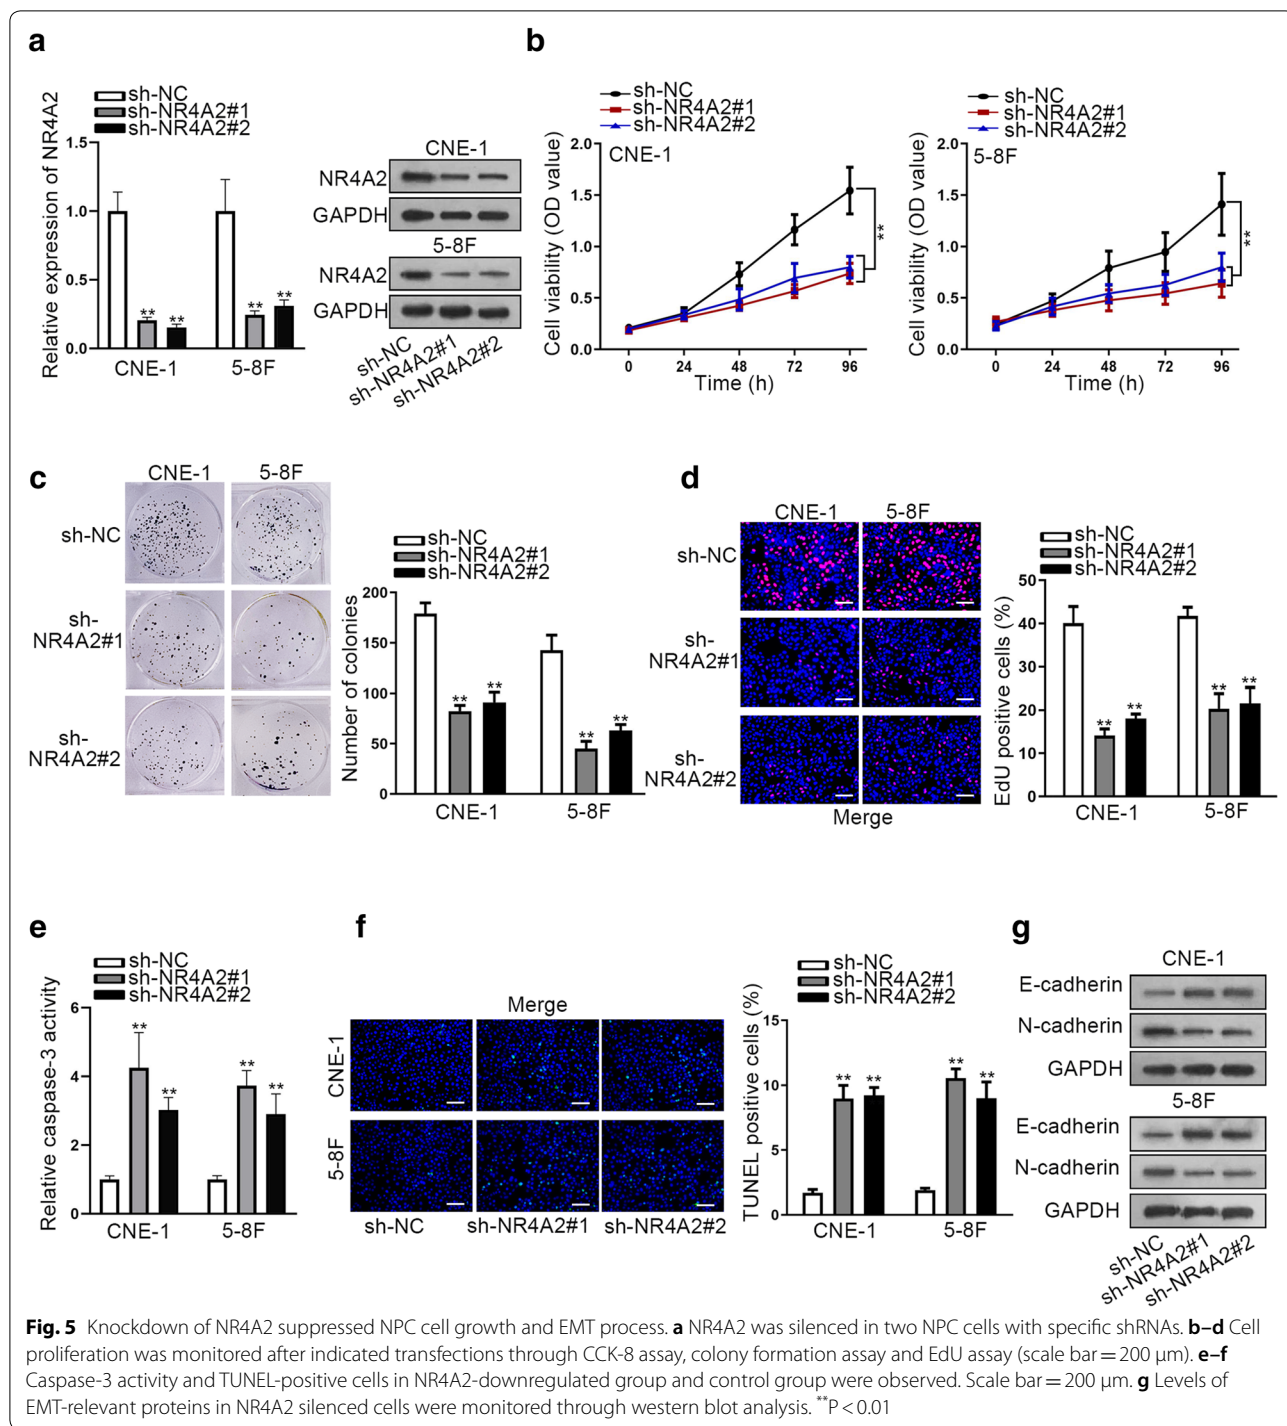 a
sh-NC
sh-NR4A2#1
sh-NR4A2#2
Relative expression of NR4A2
1.5
1.0
0.5
0.0
**
**
**
**
CNE-1
5-8F
CNE-1
NR4A2
GAPDH
5-8F
NR4A2
GAPDH
sh-NC
sh-NR4A2#1
sh-NR4A2#2
b
sh-NC
sh-NR4A2#1
sh-NR4A2#2
CNE-1
Cell viability (OD value)
2.0
1.5
1.0
0.5
0.0
**
0 24 48 72 96
Time (h)
sh-NC
sh-NR4A2#1
sh-NR4A2#2
5-8F
Cell viability (OD value)
2.0
1.5
1.0
0.5
0.0
**
0 24 48 72 96
Time (h)
c
CNE-1 5-8F
sh-NC
sh-
NR4A2#1
sh-
NR4A2#2
sh-NC
sh-NR4A2#1
sh-NR4A2#2
Number of colonies
200
150
100
50
0
**
**
**
**
CNE-1
5-8F
d
CNE-1 5-8F
sh-NC
sh-
NR4A2#1
sh-
NR4A2#2
Merge
sh-NC
sh-NR4A2#1
sh-NR4A2#2
EdU positive cells (%)
50
40
30
20
10
0
**
**
**
**
CNE-1
5-8F
e
sh-NC
sh-NR4A2#1
sh-NR4A2#2
Relative caspase-3 activity
6
4
2
0
**
**
**
**
CNE-1
5-8F
f
Merge
CNE-1
5-8F
sh-NC sh-NR4A2#1 sh-NR4A2#2
sh-NC
sh-NR4A2#1
sh-NR4A2#2
TUNEL positive cells (%)
15
10
5
0
**
**
**
**
CNE-1
5-8F
g
CNE-1
E-cadherin
N-cadherin
GAPDH
5-8F
E-cadherin
N-cadherin
GAPDH
sh-NC
sh-NR4A2#1
sh-NR4A2#2
Fig. 5 Knockdown of NR4A2 suppressed NPC cell growth and EMT process. a NR4A2 was silenced in two NPC cells with specific shRNAs. b–d Cell
proliferation was monitored after indicated transfections through CCK-8 assay, colony formation assay and EdU assay (scale bar = 200 μm). e–f
Caspase-3 activity and TUNEL-positive cells in NR4A2-downregulated group and control group were observed. Scale bar = 200 μm. g Levels of
EMT-relevant proteins in NR4A2 silenced cells were monitored through western blot analysis. **P < 0.01